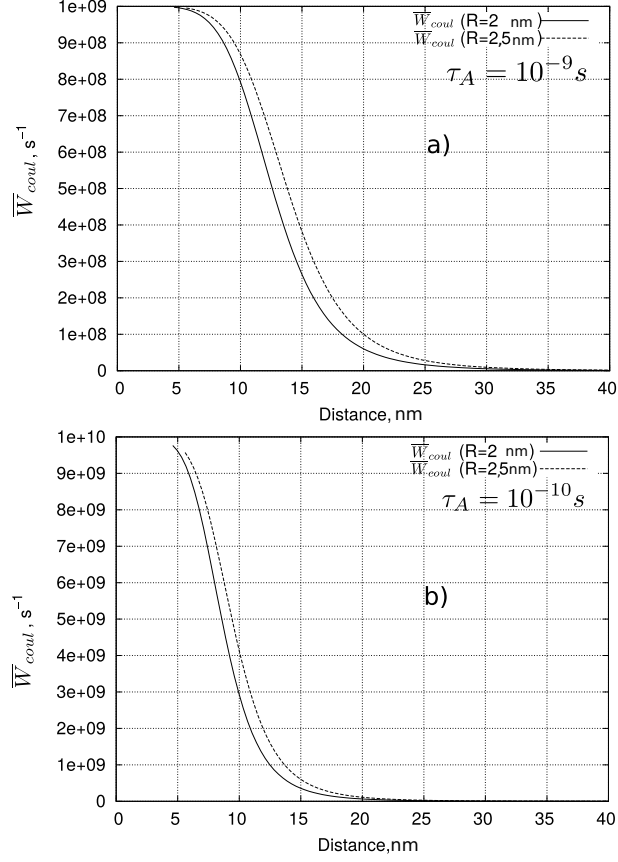 1e+09
9e+08
8e+08
7e+08
6e+08
5e+08
4e+08
3e+08
2e+08
1e+08
0
W̅coul, s⁻¹
W̅coul (R=2 nm)
W̅coul (R=2,5nm)
τA = 10⁻⁹s
a)
0 5 10 15 20 25 30 35 40
Distance, nm
1e+10
9e+09
8e+09
7e+09
6e+09
5e+09
4e+09
3e+09
2e+09
1e+09
0
W̅coul, s⁻¹
W̅coul (R=2 nm)
W̅coul (R=2,5nm)
τA = 10⁻¹⁰s
b)
0 5 10 15 20 25 30 35 40
Distance,nm